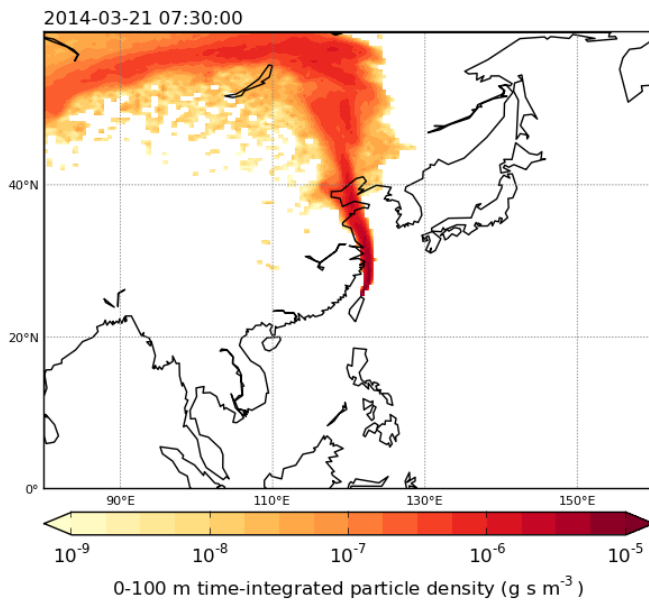 2014-03-21 07:30:00
40°N
20°N
0°
90°E 110°E 130°E 150°E
10⁻⁹ 10⁻⁸ 10⁻⁷ 10⁻⁶ 10⁻⁵
0-100 m time-integrated particle density (g s m⁻³)